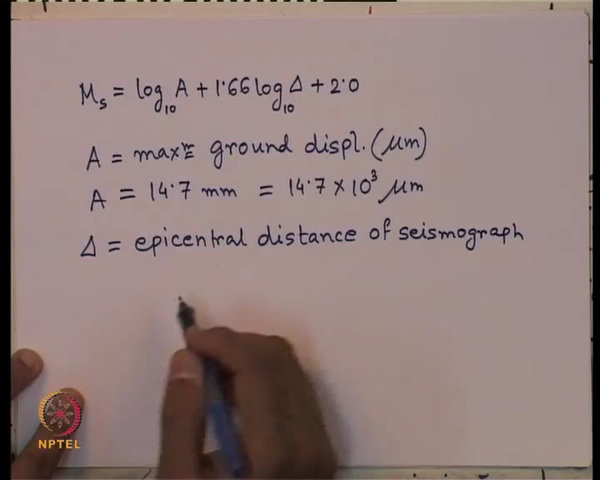 Ms = log10 A + 1.66 log10 Δ + 2.0
A = maxm ground displ. (μm)
A = 14.7 mm = 14.7 × 10³ μm
Δ = epicentral distance of seismograph
NPTEL